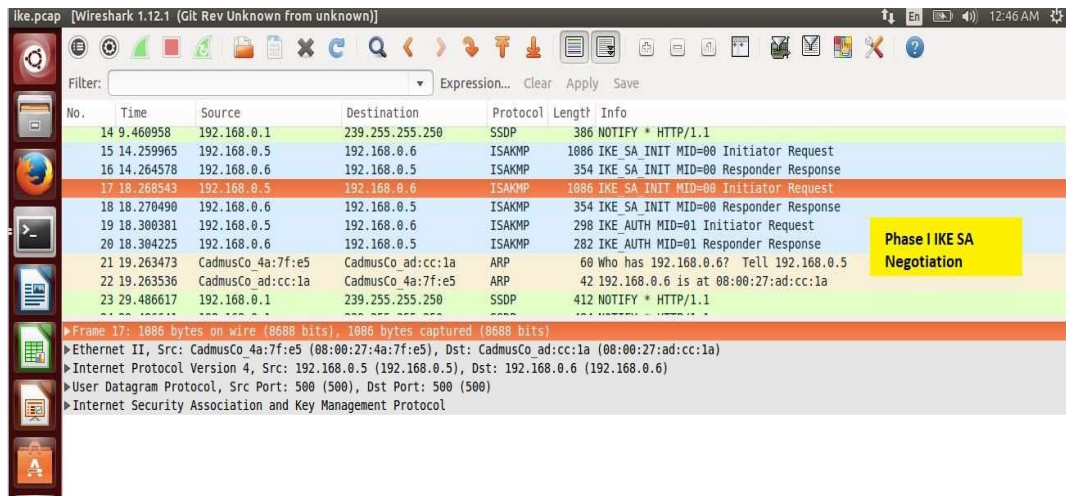 ike.pcap [Wireshark 1.12.1 (Git Rev Unknown from unknown)] En 12:46 AM
Filter: Expression... Clear Apply Save
No. Time Source Destination Protocol Length Info
14 9.460958 192.168.0.1 239.255.255.250 SSDP 386 NOTIFY * HTTP/1.1
15 14.259965 192.168.0.5 192.168.0.6 ISAKMP 1086 IKE_SA_INIT MID=00 Initiator Request
16 14.264578 192.168.0.6 192.168.0.5 ISAKMP 354 IKE_SA_INIT MID=00 Responder Response
17 18.268543 192.168.0.5 192.168.0.6 ISAKMP 1086 IKE_SA_INIT MID=00 Initiator Request
18 18.270490 192.168.0.6 192.168.0.5 ISAKMP 354 IKE_SA_INIT MID=00 Responder Response
19 18.300381 192.168.0.5 192.168.0.6 ISAKMP 298 IKE_AUTH MID=01 Initiator Request
20 18.304225 192.168.0.6 192.168.0.5 ISAKMP 282 IKE_AUTH MID=01 Responder Response
Phase I IKE SA
Negotiation
21 19.263473 CadmusCo_4a:7f:e5 CadmusCo_ad:cc:1a ARP 60 Who has 192.168.0.6? Tell 192.168.0.5
22 19.263536 CadmusCo_ad:cc:1a CadmusCo_4a:7f:e5 ARP 42 192.168.0.6 is at 08:00:27:ad:cc:1a
23 29.486617 192.168.0.1 239.255.255.250 SSDP 412 NOTIFY * HTTP/1.1
Frame 17: 1086 bytes on wire (8688 bits), 1086 bytes captured (8688 bits)
Ethernet II, Src: CadmusCo_4a:7f:e5 (08:00:27:4a:7f:e5), Dst: CadmusCo_ad:cc:1a (08:00:27:ad:cc:1a)
Internet Protocol Version 4, Src: 192.168.0.5 (192.168.0.5), Dst: 192.168.0.6 (192.168.0.6)
User Datagram Protocol, Src Port: 500 (500), Dst Port: 500 (500)
Internet Security Association and Key Management Protocol